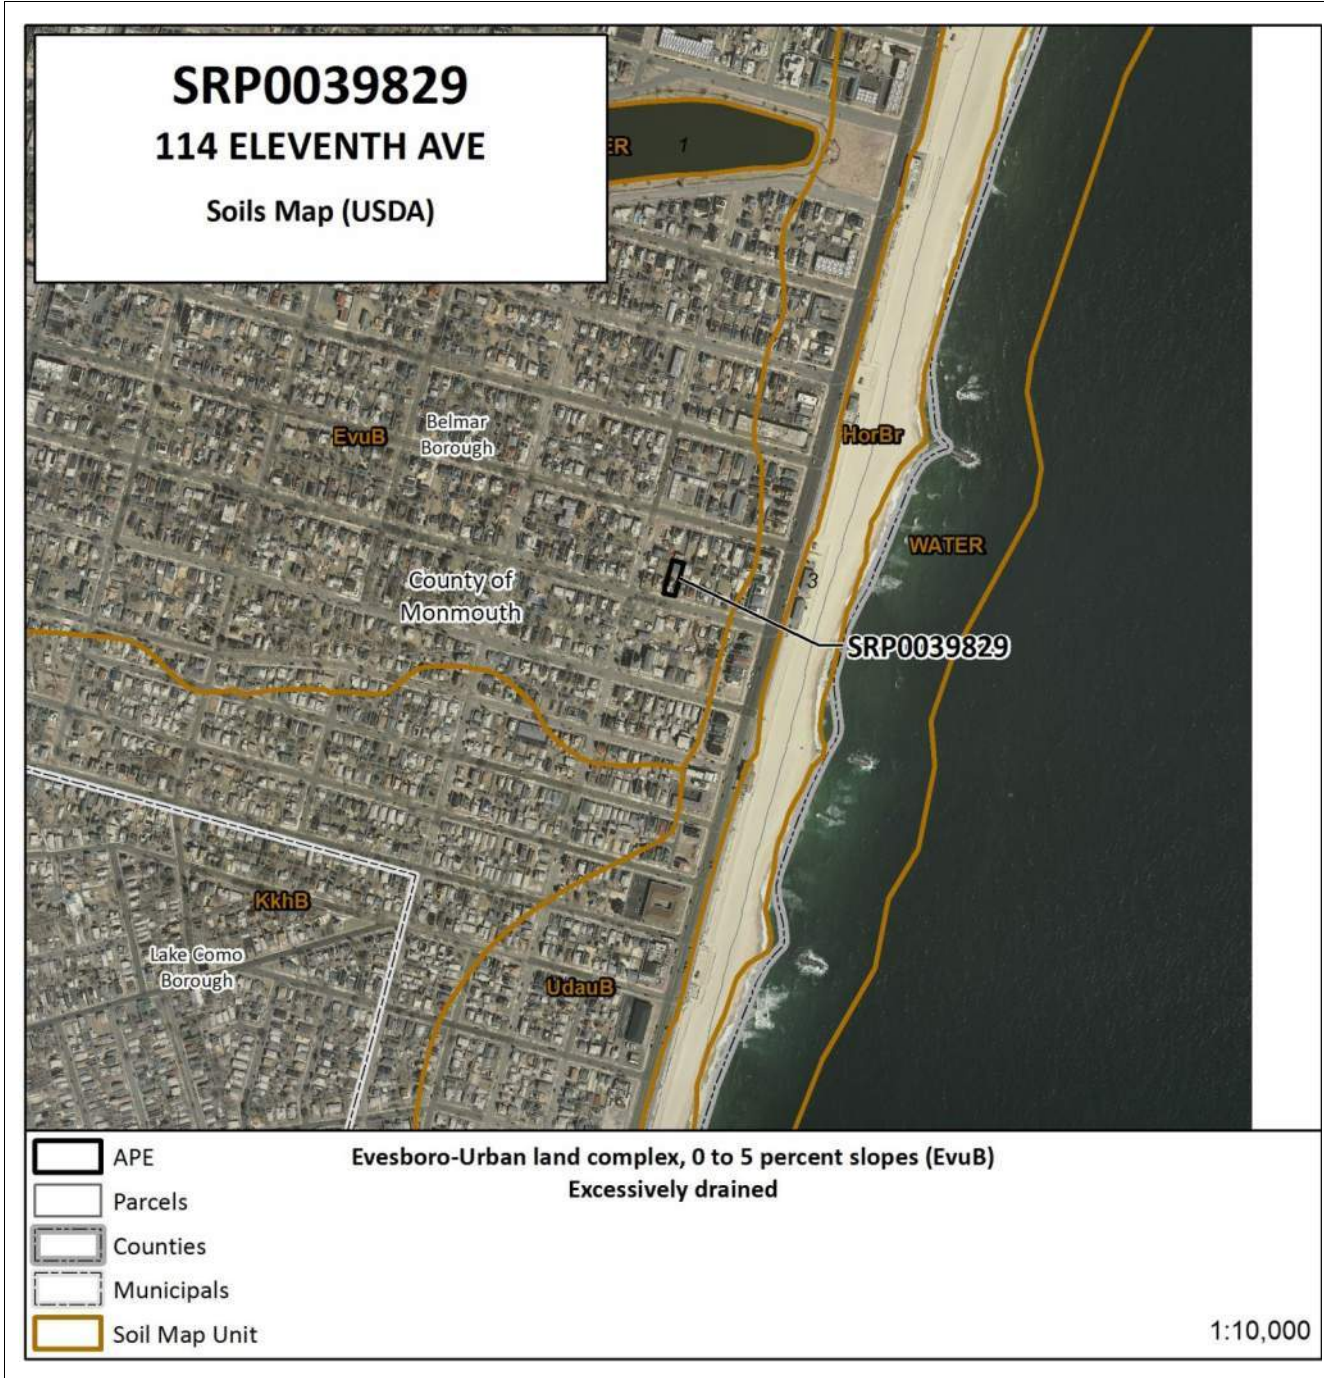 SRP0039829
114 ELEVENTH AVE
Soils Map (USDA)
ER
1
EvuB
Belmar
Borough
HorBr
WATER
County of
Monmouth
3
SRP0039829
KkhB
Lake Como
Borough
UdauB
APE
Parcels
Counties
Municipals
Soil Map Unit
Evesboro-Urban land complex, 0 to 5 percent slopes (EvuB)
Excessively drained
1:10,000